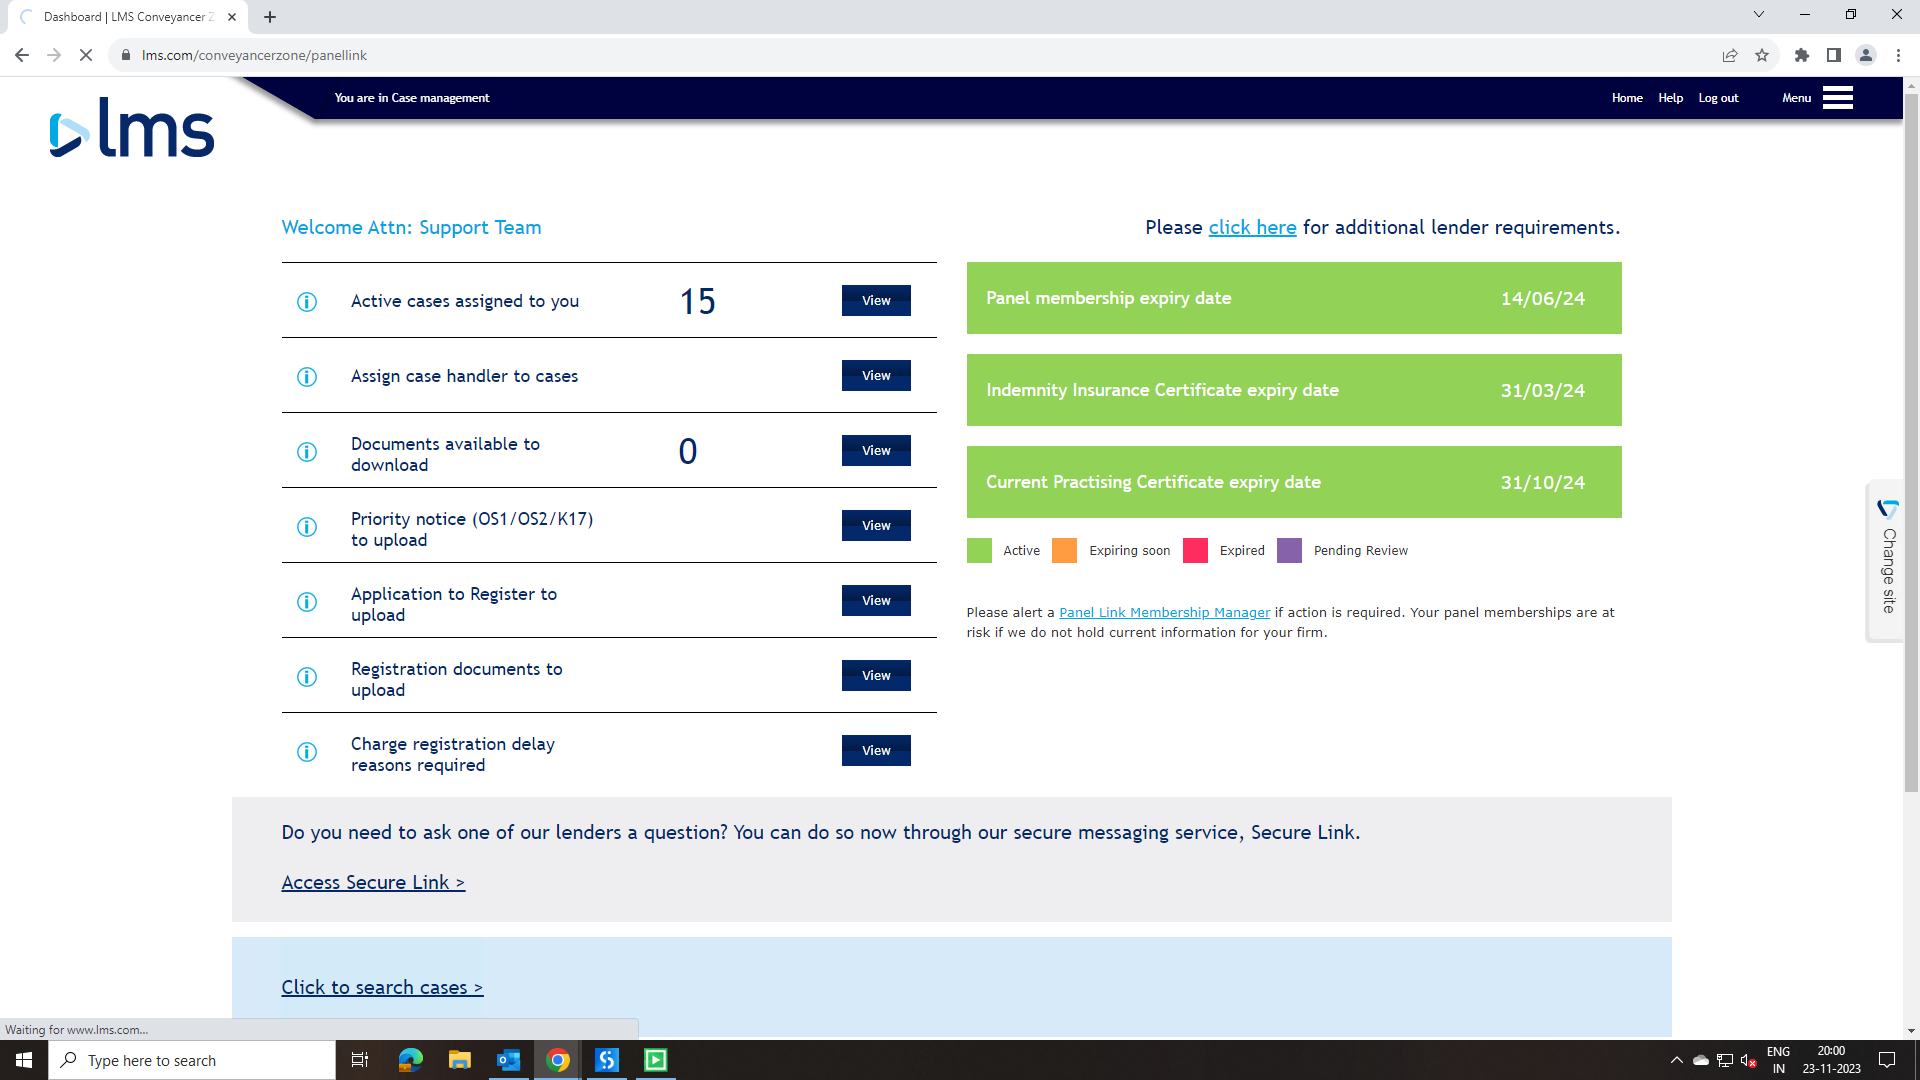 Dashboard | LMS Conveyancer Z
lms.com/conveyancerzone/panellink
You are in Case management
Home Help Log out Menu
lms
Welcome Attn: Support Team
Please click here for additional lender requirements.
Active cases assigned to you 15 View
Assign case handler to cases View
Documents available to
download 0 View
Priority notice (OS1/OS2/K17)
to upload View
Application to Register to
upload View
Registration documents to
upload View
Charge registration delay
reasons required View
Panel membership expiry date 14/06/24
Indemnity Insurance Certificate expiry date 31/03/24
Current Practising Certificate expiry date 31/10/24
Active Expiring soon Expired Pending Review
Please alert a Panel Link Membership Manager if action is required. Your panel memberships are at
risk if we do not hold current information for your firm.
Change site
Do you need to ask one of our lenders a question? You can do so now through our secure messaging service, Secure Link.
Access Secure Link >
Click to search cases >
Waiting for www.lms.com...
Type here to search
ENG
IN
20:00
23-11-2023